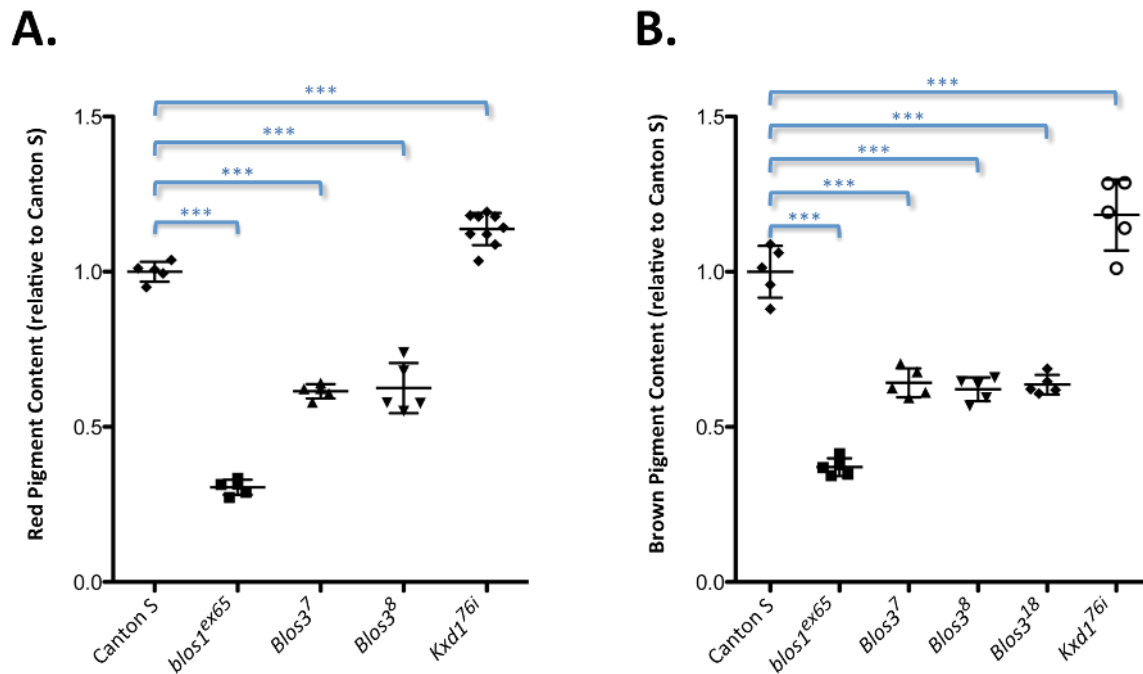 A.
Red Pigment Content (relative to Canton S)
1.5
1.0
0.5
0.0
***
***
***
***
Canton S
blos1ex65
Blos37
Blos38
Kxd176i
B.
Brown Pigment Content (relative to Canton S)
1.5
1.0
0.5
0.0
***
***
***
***
***
Canton S
blos1ex65
Blos37
Blos38
Blos318
Kxd176i